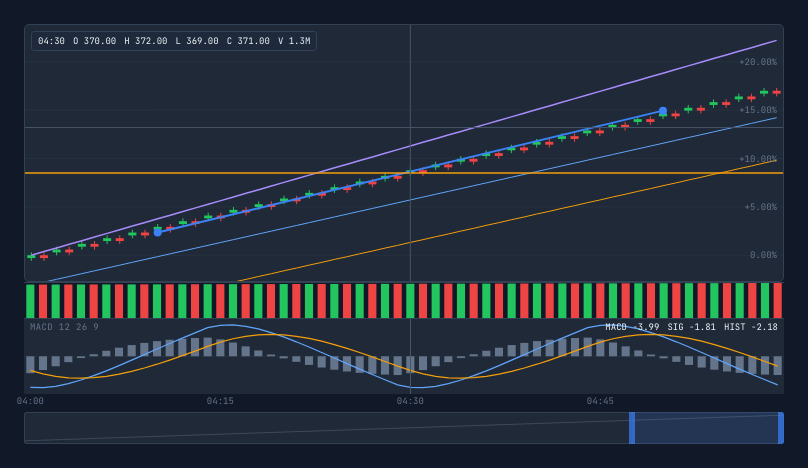 04:30 O 370.00 H 372.00 L 369.00 C 371.00 V 1.3M
+20.00%
+15.00%
+10.00%
+5.00%
0.00%
MACD 12 26 9
MACD -3.99 SIG -1.81 HIST -2.18
04:00 04:15 04:30 04:45